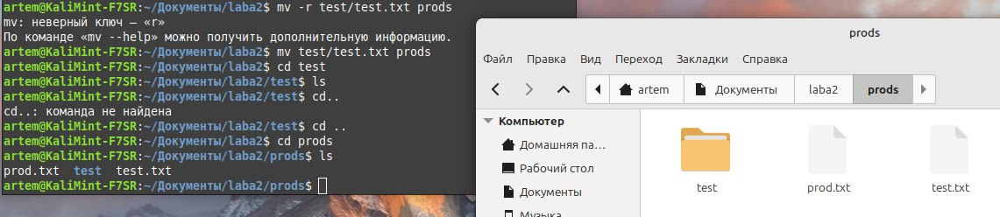 artem@KaliMint-F7SR:~/Документы/laba2$ mv -r test/test.txt prods
mv: неверный ключ — «r»
По команде «mv --help» можно получить дополнительную информацию.
artem@KaliMint-F7SR:~/Документы/laba2$ mv test/test.txt prods
artem@KaliMint-F7SR:~/Документы/laba2$ cd test
artem@KaliMint-F7SR:~/Документы/laba2/test$ ls
artem@KaliMint-F7SR:~/Документы/laba2/test$ cd..
cd..: команда не найдена
artem@KaliMint-F7SR:~/Документы/laba2/test$ cd ..
artem@KaliMint-F7SR:~/Документы/laba2$ cd prods
artem@KaliMint-F7SR:~/Документы/laba2/prods$ ls
prod.txt test test.txt
artem@KaliMint-F7SR:~/Документы/laba2/prods$
prods
Файл Правка Вид Переход Закладки Справка
artem Документы laba2 prods
Компьютер
Домашняя па...
Рабочий стол
Документы
Музыка
test prod.txt test.txt